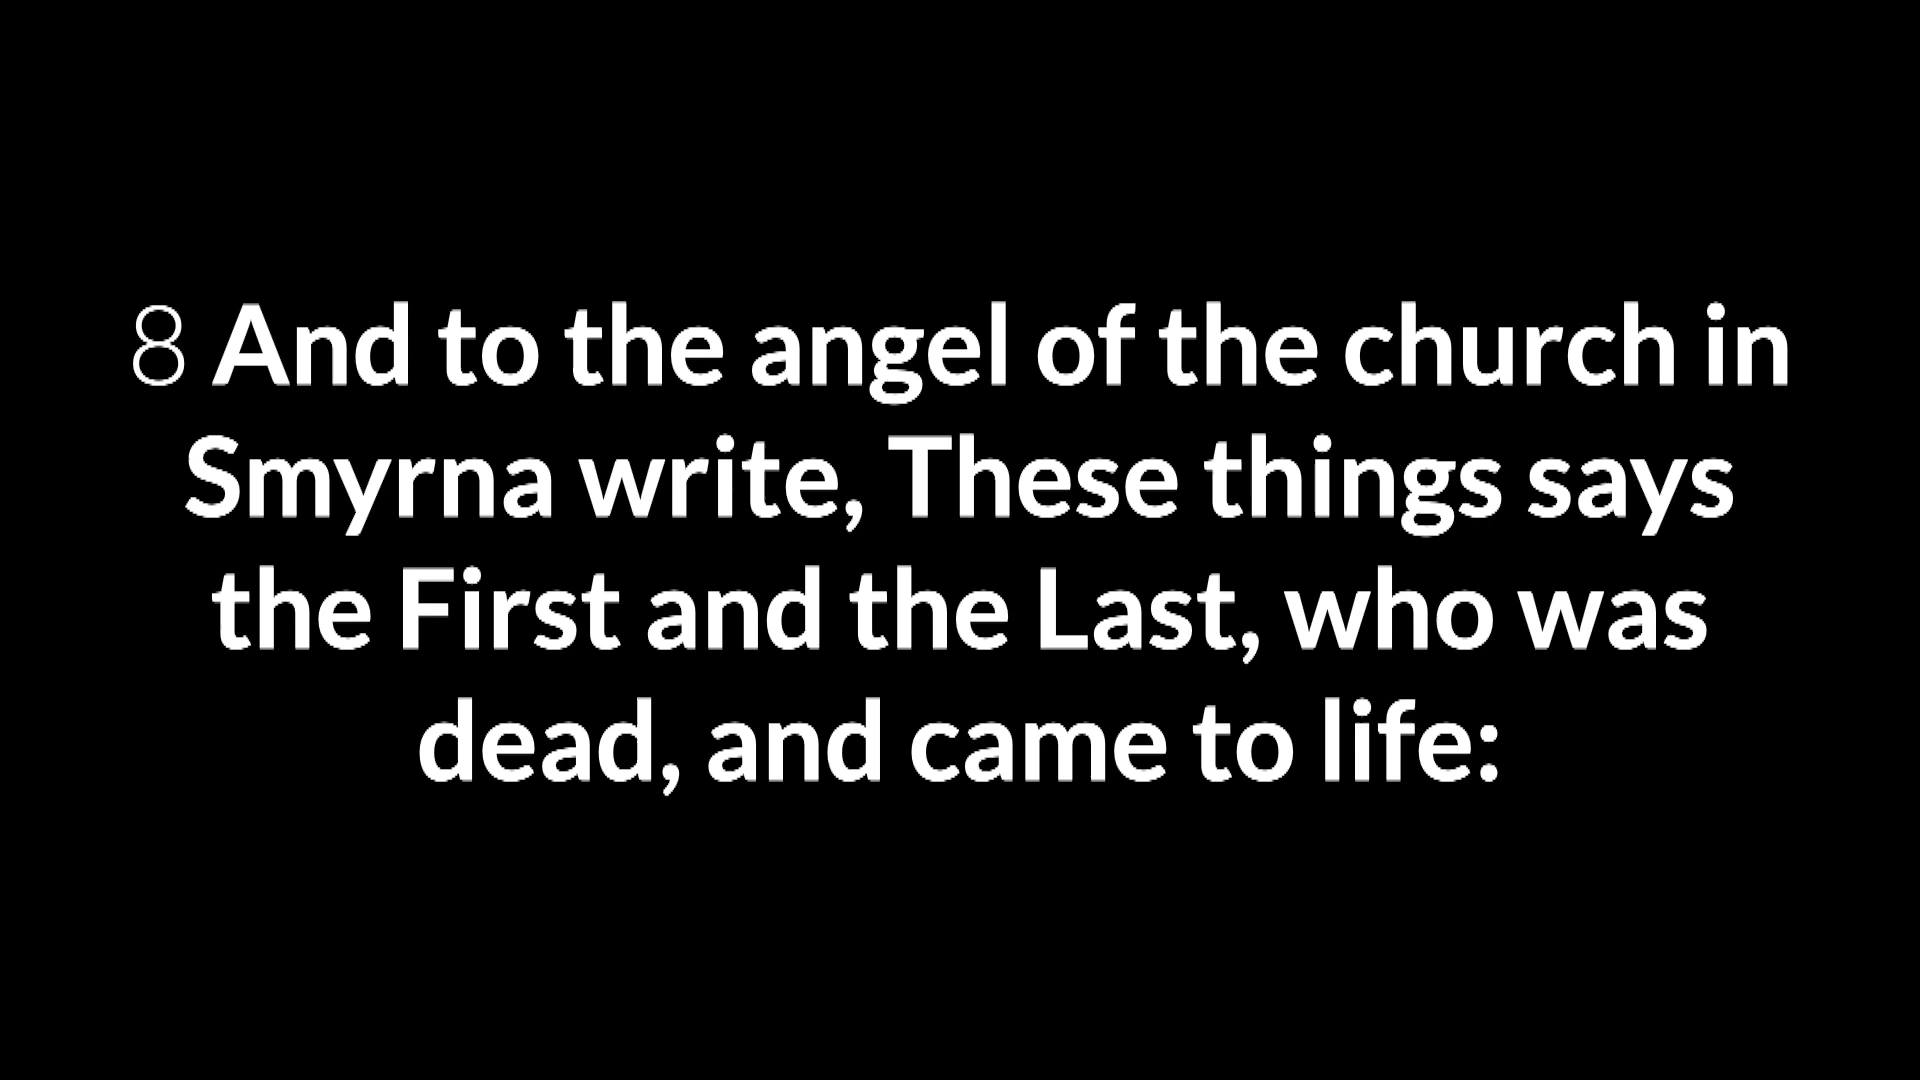 8 And to the angel of the church in
Smyrna write, These things says
the First and the Last, who was
dead, and came to life: